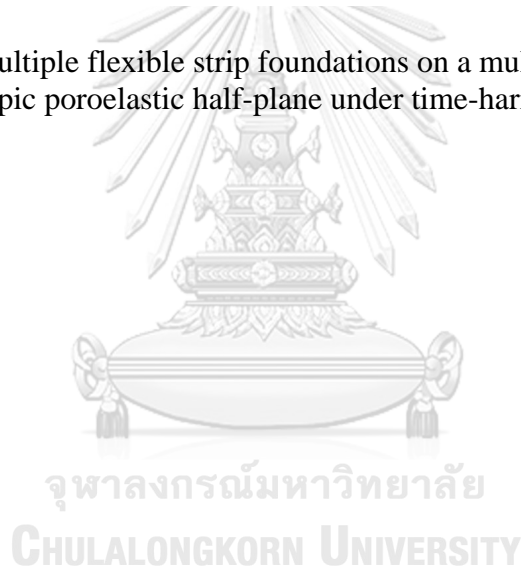 ultiple flexible strip foundations on a mul
pic poroelastic half-plane under time-har
จุฬาลงกรณ์มหาวิทยาลัย
CHULALONGKORN UNIVERSITY